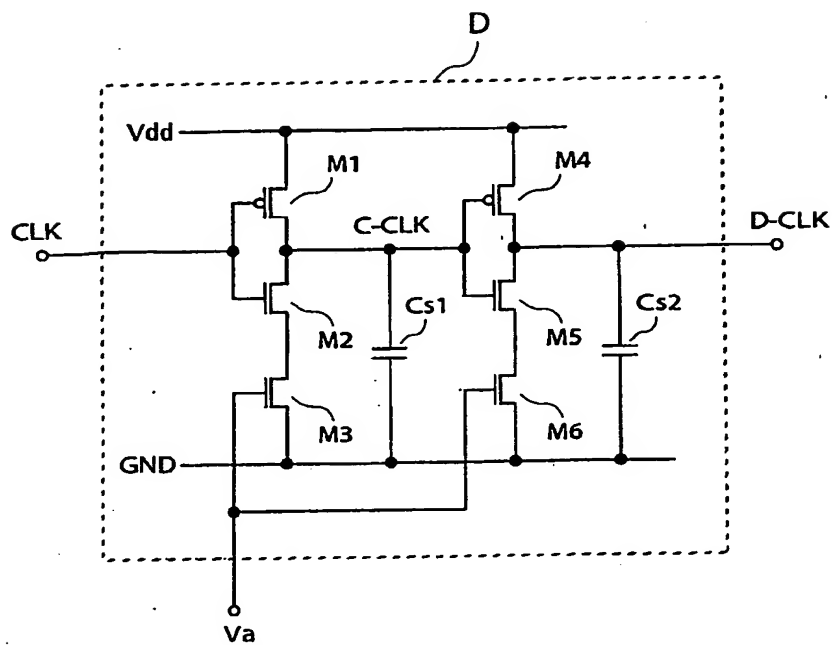 D
Vdd
M1
M4
CLK
C-CLK
D-CLK
M2
Cs1
M5
Cs2
M3
M6
GND
Va